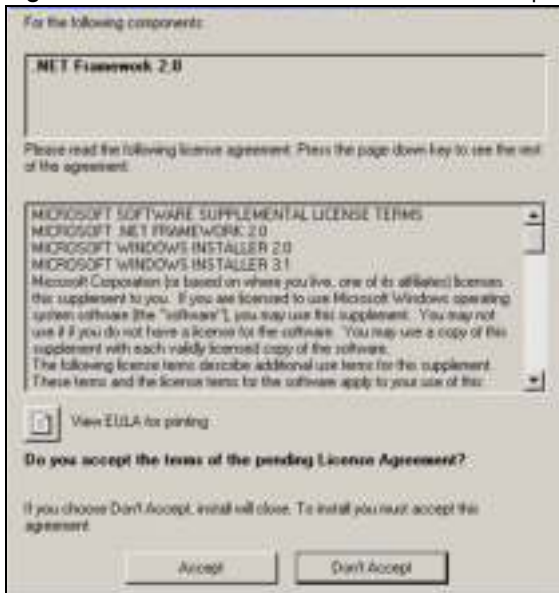 For the following components:
.NET Framework 2.0
Please read the following license agreement. Press the page down key to see the rest
of the agreement.
MICROSOFT SOFTWARE SUPPLEMENTAL LICENSE TERMS
MICROSOFT .NET FRAMEWORK 2.0
MICROSOFT WINDOWS INSTALLER 2.0
MICROSOFT WINDOWS INSTALLER 3.1
Microsoft Corporation (or based on where you live, one of its affiliates) licenses
this supplement to you. If you are licensed to use Microsoft Windows operating
system software (the "software"), you may use this supplement. You may not
use it if you do not have a license for the software. You may use a copy of this
supplement with each validly licensed copy of the software.
The following license terms describe additional use terms for this supplement.
These terms and the license terms for the software apply to your use of this
View EULA for printing
Do you accept the terms of the pending License Agreement?
If you choose Don't Accept, install will close. To install you must accept this
agreement.
Accept
Don't Accept